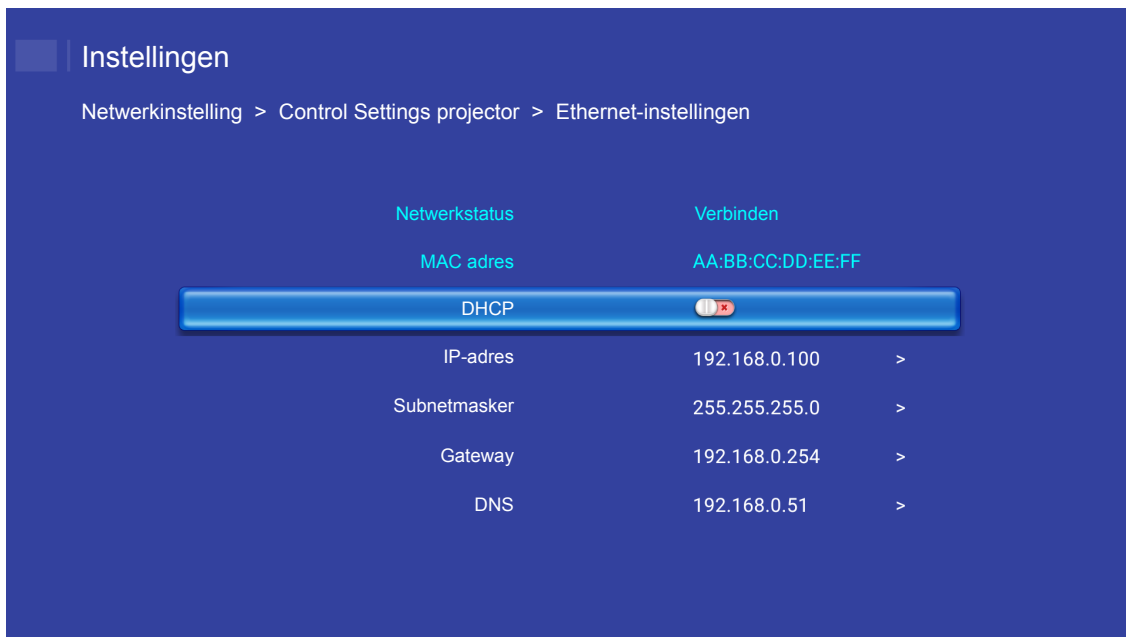 Instellingen
Netwerkinstelling > Control Settings projector > Ethernet-instellingen
Netwerkstatus Verbinden
MAC adres AA:BB:CC:DD:EE:FF
DHCP
IP-adres 192.168.0.100 >
Subnetmasker 255.255.255.0 >
Gateway 192.168.0.254 >
DNS 192.168.0.51 >